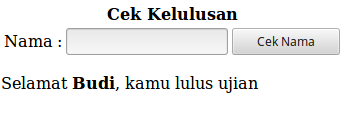 Cek Kelulusan
Nama : Cek Nama
Selamat Budi, kamu lulus ujian